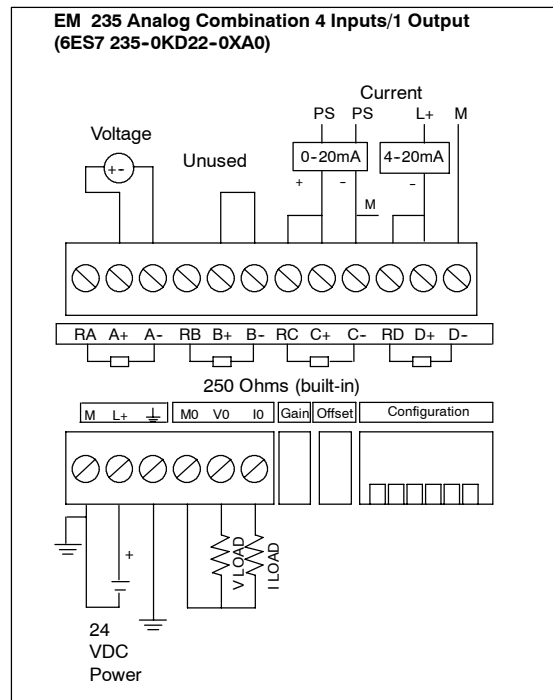 EM 235 Analog Combination 4 Inputs/1 Output
(6ES7 235-0KD22-0XA0)
Current
PS PS L+ M
Voltage
Unused
0-20mA 4-20mA
+ -
+ - -
M
RA A+ A- RB B+ B- RC C+ C- RD D+ D-
250 Ohms (built-in)
M L+ M0 V0 I0 Gain Offset Configuration
+
V LOAD
I LOAD
24
VDC
Power